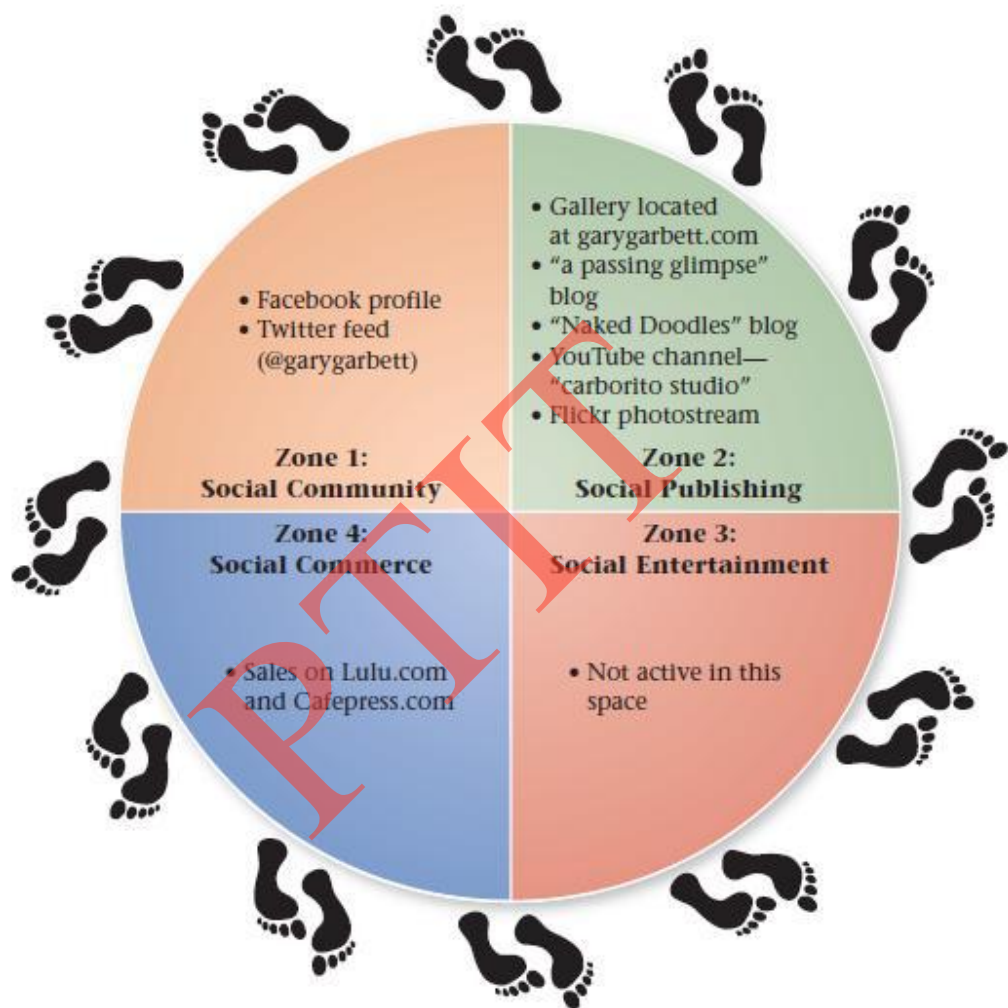 • Facebook profile
• Twitter feed
(@garygarbett)
Zone 1:
Social Community
• Gallery located
at garygarbett.com
• “a passing glimpse”
blog
• “Naked Doodles” blog
• YouTube channel—
“carborito studio”
• Flickr photostream
Zone 2:
Social Publishing
Zone 4:
Social Commerce
• Sales on Lulu.com
and Cafepress.com
Zone 3:
Social Entertainment
• Not active in this
space
PTIT